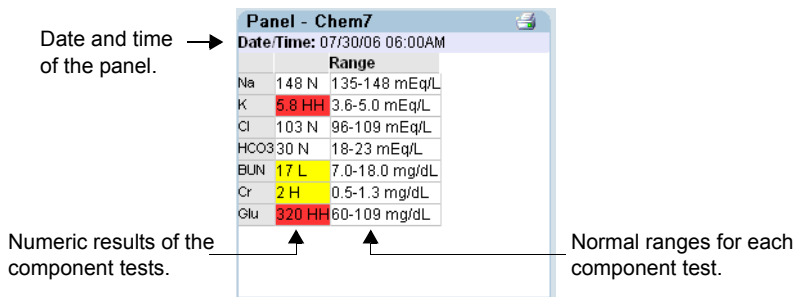 Panel - Chem7
Date and time
of the panel.
Date/Time: 07/30/06 06:00AM
Range
Na 148 N 135-148 mEq/L
K 5.8 HH 3.6-5.0 mEq/L
Cl 103 N 96-109 mEq/L
HCO3 30 N 18-23 mEq/L
BUN 17 L 7.0-18.0 mg/dL
Cr 2 H 0.5-1.3 mg/dL
Glu 320 HH 60-109 mg/dL
Numeric results of the
component tests.
Normal ranges for each
component test.